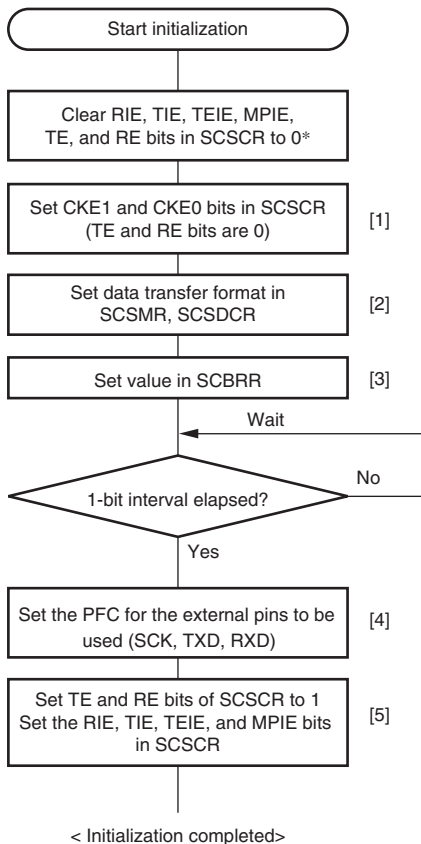 Start initialization
Clear RIE, TIE, TEIE, MPIE,
TE, and RE bits in SCSCR to 0*
Set CKE1 and CKE0 bits in SCSCR
(TE and RE bits are 0)
[1]
Set data transfer format in
SCSMR, SCSDCR
[2]
Set value in SCBRR
[3]
Wait
1-bit interval elapsed?
No
Yes
Set the PFC for the external pins to be
used (SCK, TXD, RXD)
[4]
Set TE and RE bits of SCSCR to 1
Set the RIE, TIE, TEIE, and MPIE bits
in SCSCR
[5]
< Initialization completed>